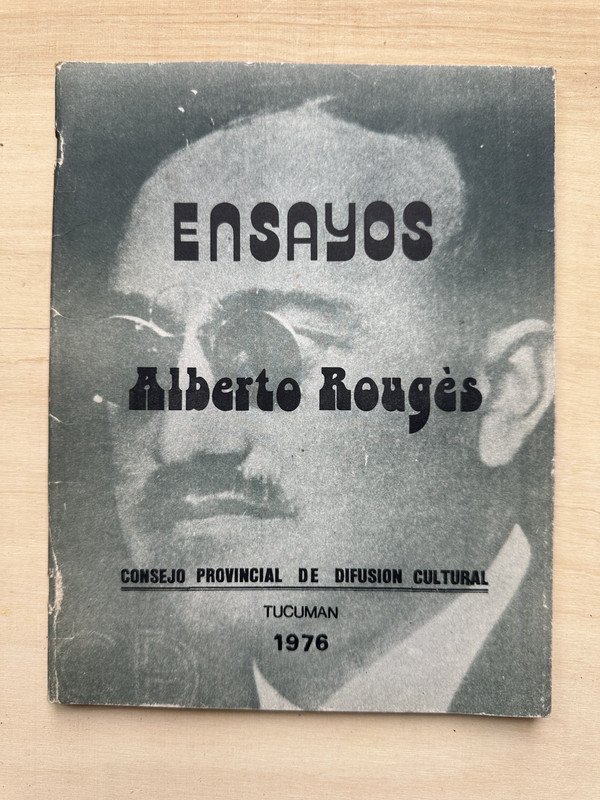 ENSAYOS
Alberto Rougès
CONSEJO PROVINCIAL DE DIFUSION CULTURAL
TUCUMAN
1976